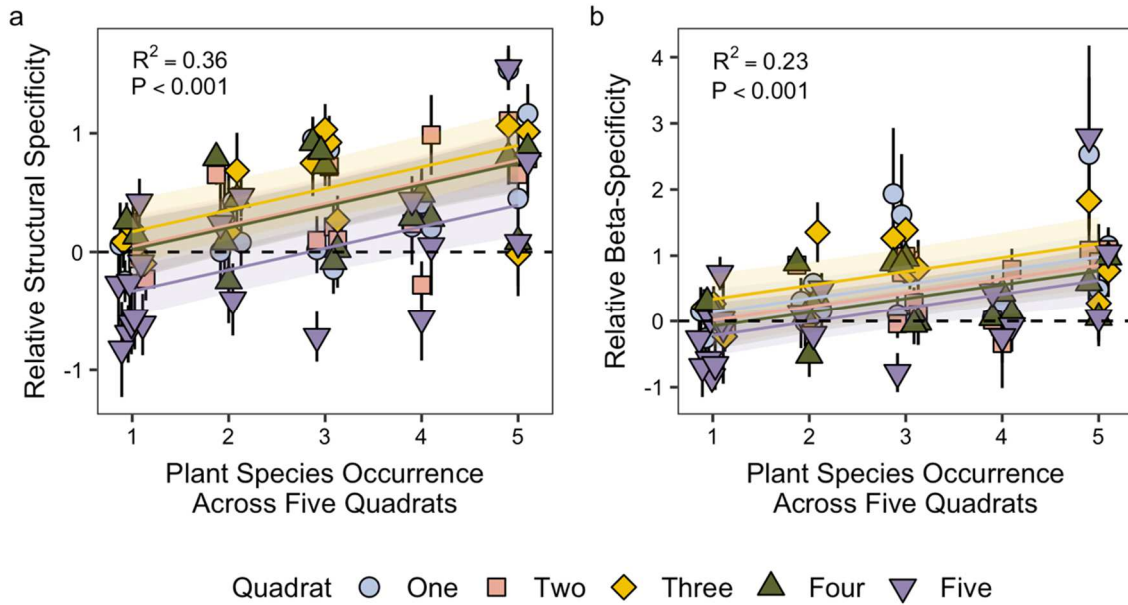 a
R² = 0.36
P < 0.001
Relative Structural Specificity
1
0
-1
1 2 3 4 5
Plant Species Occurrence
Across Five Quadrats
b
R² = 0.23
P < 0.001
Relative Beta-Specificity
4
3
2
1
0
-1
1 2 3 4 5
Plant Species Occurrence
Across Five Quadrats
Quadrat One Two Three Four Five